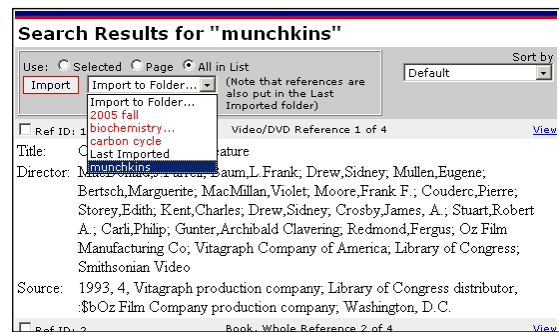 Search Results for "munchkins"
Sort by
Use: Selected Page All in List
Default
Import Import to Folder... (Note that references are
also put in the Last
Imported folder)
Import to Folder...
2005 fall
biochemistry...
carbon cycle
Last Imported
munchkins
Ref ID: 1 Video/DVD Reference 1 of 4 View
Title: eature
Director: Baum,L.Frank; Drew,Sidney; Mullen,Eugene;
Bertsch,Marguerite; MacMillan,Violet; Moore,Frank F.; Couderc,Pierre;
Storey,Edith; Kent,Charles; Drew,Sidney; Crosby,James, A.; Stuart,Robert
A.; Carli,Philip; Gunter,Archibald Clavering; Redmond,Fergus; Oz Film
Manufacturing Co; Vitagraph Company of America; Library of Congress;
Smithsonian Video
Source: 1993, 4, Vitagraph production company; Library of Congress distributor,
:$bOz Film Company production company; Washington, D.C.
Ref ID: 2 Book, Whole Reference 2 of 4 View